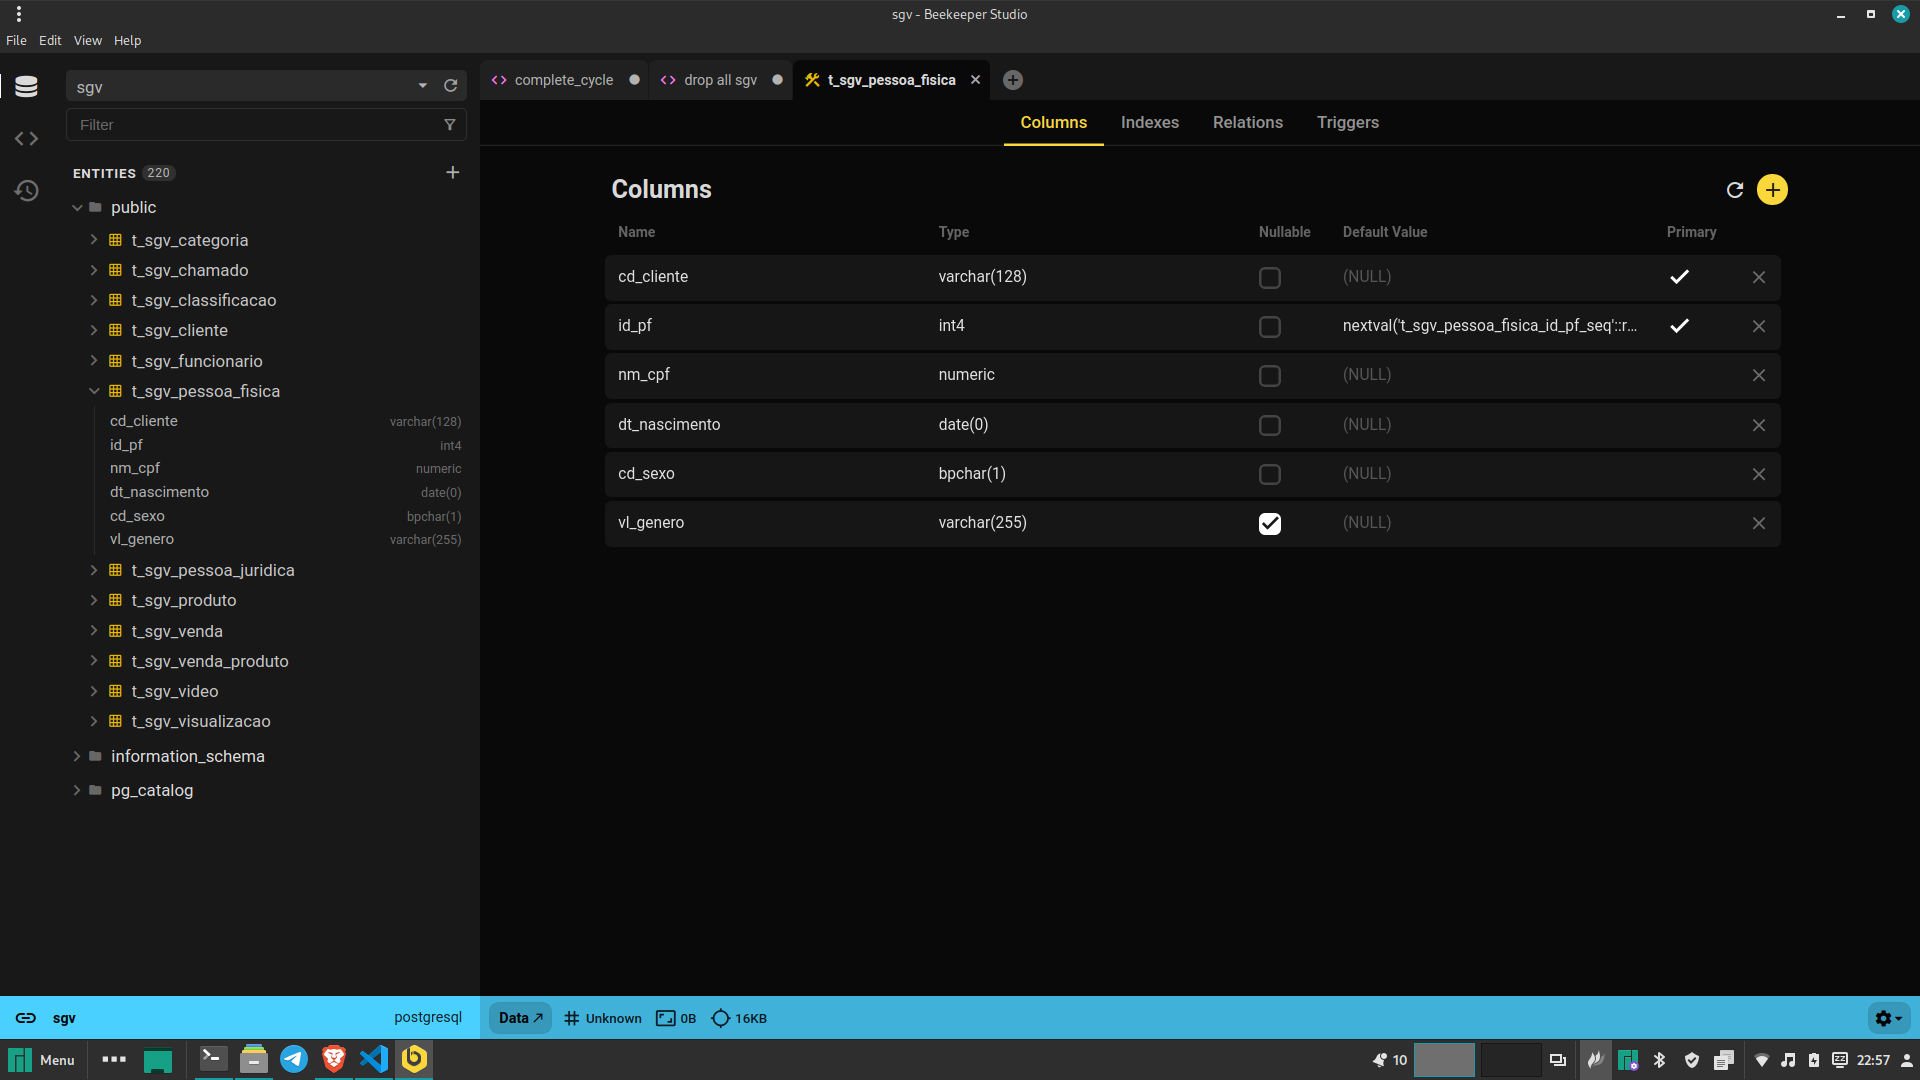 sgv - Beekeeper Studio
File Edit View Help
sgv
Filter
ENTITIES 220
public
t_sgv_categoria
t_sgv_chamado
t_sgv_classificacao
t_sgv_cliente
t_sgv_funcionario
t_sgv_pessoa_fisica
cd_cliente varchar(128)
id_pf int4
nm_cpf numeric
dt_nascimento date(0)
cd_sexo bpchar(1)
vl_genero varchar(255)
t_sgv_pessoa_juridica
t_sgv_produto
t_sgv_venda
t_sgv_venda_produto
t_sgv_video
t_sgv_visualizacao
information_schema
pg_catalog
complete_cycle drop all sgv t_sgv_pessoa_fisica
Columns Indexes Relations Triggers
Columns
Name Type Nullable Default Value Primary
cd_cliente varchar(128) (NULL)
id_pf int4 nextval('t_sgv_pessoa_fisica_id_pf_seq'::r...
nm_cpf numeric (NULL)
dt_nascimento date(0) (NULL)
cd_sexo bpchar(1) (NULL)
vl_genero varchar(255) (NULL)
sgv postgresql Data Unknown 0B 16KB
Menu 10 22:57